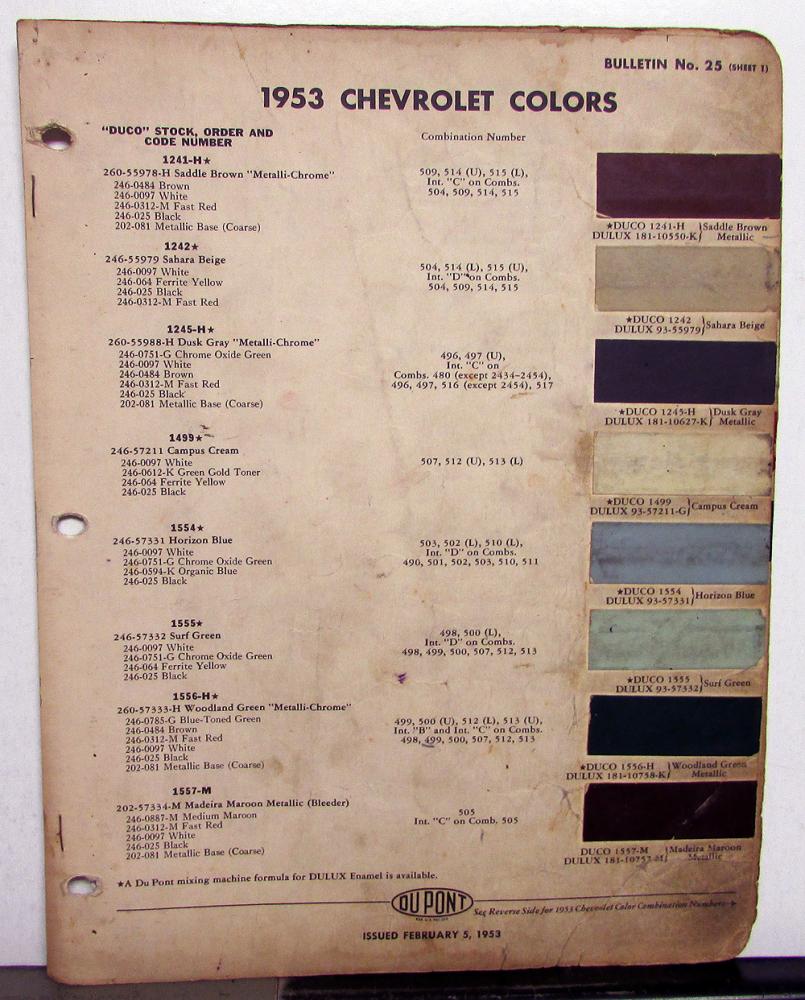 BULLETIN No. 25 (SHEET 1)
1953 CHEVROLET COLORS
"DUCO" STOCK, ORDER AND
CODE NUMBER
Combination Number
1241-H★
260-55978-H Saddle Brown "Metalli-Chrome"
246-0484 Brown
246-0097 White
246-0312-M Fast Red
246-025 Black
202-081 Metallic Base (Coarse)
509, 514 (U), 515 (L),
Int. "C" on Combs.
504, 509, 514, 515
★DUCO 1241-H } Saddle Brown
DULUX 181-10550-K } Metallic
1242★
246-55979 Sahara Beige
246-0097 White
246-064 Ferrite Yellow
246-025 Black
246-0312-M Fast Red
504, 514 (L), 515 (U),
Int. "D" on Combs.
504, 509, 514, 515
★DUCO 1242
DULUX 93-55979 } Sahara Beige
1245-H★
260-55988-H Dusk Gray "Metalli-Chrome"
246-0751-G Chrome Oxide Green
246-0097 White
246-0484 Brown
246-0312-M Fast Red
246-025 Black
202-081 Metallic Base (Coarse)
496, 497 (U),
Int. "C" on
Combs. 480 (except 2434-2454),
496, 497, 516 (except 2454), 517
★DUCO 1245-H } Dusk Gray
DULUX 181-10627-K } Metallic
1499★
246-57211 Campus Cream
246-0097 White
246-0612-K Green Gold Toner
246-064 Ferrite Yellow
246-025 Black
507, 512 (U), 513 (L)
★DUCO 1499
DULUX 93-57211-G } Campus Cream
1554★
246-57331 Horizon Blue
246-0097 White
246-0751-G Chrome Oxide Green
246-0594-K Organic Blue
246-025 Black
503, 502 (L), 510 (L),
Int. "D" on Combs.
490, 501, 502, 503, 510, 511
★DUCO 1554
DULUX 93-57331 } Horizon Blue
1555★
246-57332 Surf Green
246-0097 White
246-0751-G Chrome Oxide Green
246-064 Ferrite Yellow
246-025 Black
498, 500 (L),
Int. "D" on Combs.
498, 499, 500, 507, 512, 513
★DUCO 1555
DULUX 93-57332 } Surf Green
1556-H★
260-57333-H Woodland Green "Metalli-Chrome"
246-0785-G Blue-Toned Green
246-0484 Brown
246-0312-M Fast Red
246-0097 White
246-025 Black
202-081 Metallic Base (Coarse)
499, 500 (U), 512 (L), 513 (U),
Int. "B" and Int. "C" on Combs.
498, 499, 500, 507, 512, 513
★DUCO 1556-H } Woodland Green
DULUX 181-10758-K } Metallic
1557-M
202-57334-M Madeira Maroon Metallic (Bleeder)
246-0887-M Medium Maroon
246-0312-M Fast Red
246-0097 White
246-025 Black
202-081 Metallic Base (Coarse)
505
Int. "C" on Comb. 505
DUCO 1557-M } Madeira Maroon
DULUX 181-10757-M } Metallic
★A Du Pont mixing machine formula for DULUX Enamel is available.
DU PONT
See Reverse Side for 1953 Chevrolet Color Combination Numbers
ISSUED FEBRUARY 5, 1953